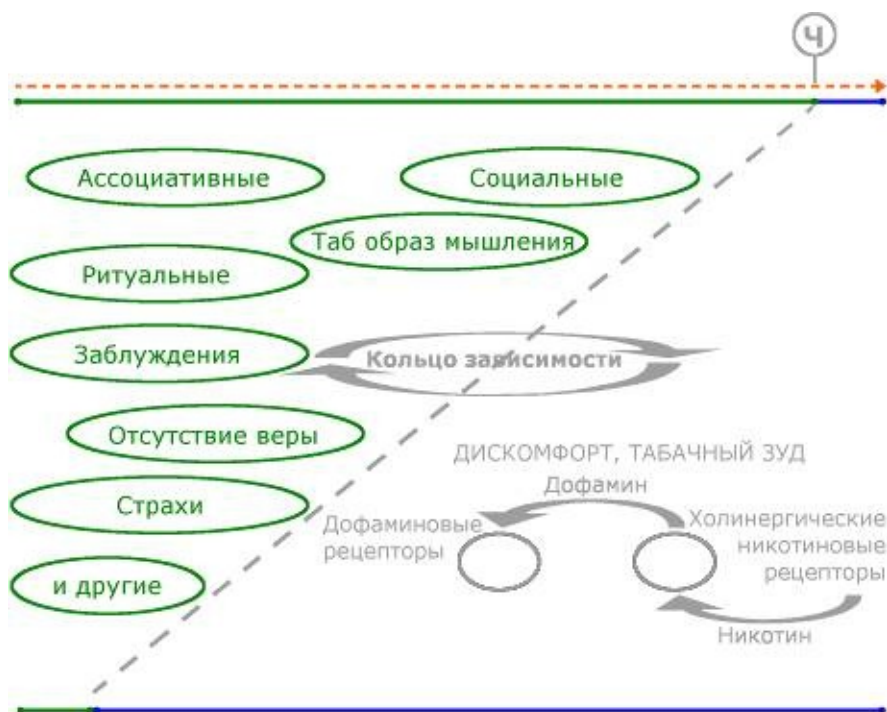 Ч
Ассоциативные
Социальные
Таб образ мышления
Ритуальные
Заблуждения
Кольцо зависимости
Отсутствие веры
ДИСКОМФОРТ, ТАБАЧНЫЙ ЗУД
Страхи
Дофамин
Дофаминовые
рецепторы
Холинергические
никотиновые
рецепторы
и другие
Никотин